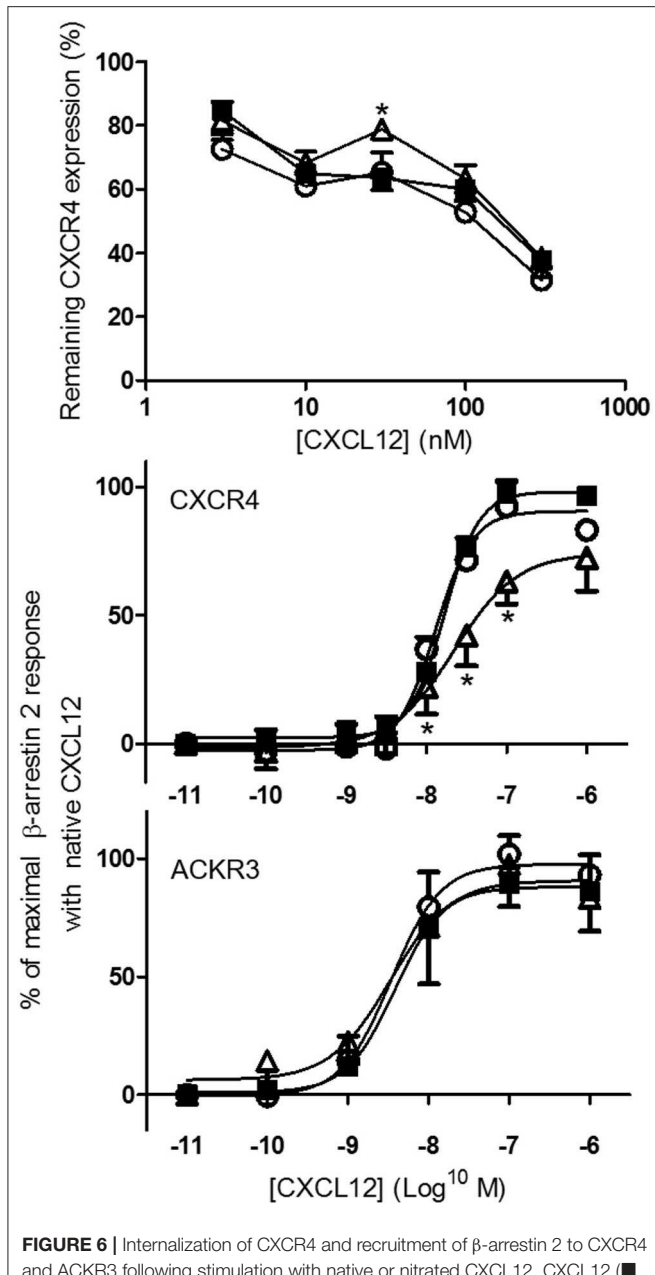 100
80
60
40
20
0
Remaining CXCR4 expression (%)
*
1 10 100 1000
[CXCL12] (nM)
% of maximal β-arrestin 2 response
with native CXCL12
CXCR4
100
50
0
* * *
-11 -10 -9 -8 -7 -6
ACKR3
100
50
0
-11 -10 -9 -8 -7 -6
[CXCL12] (Log10 M)
FIGURE 6 | Internalization of CXCR4 and recruitment of β-arrestin 2 to CXCR4
and ACKR3 following stimulation with native or nitrated CXCL12. CXCL12 (■